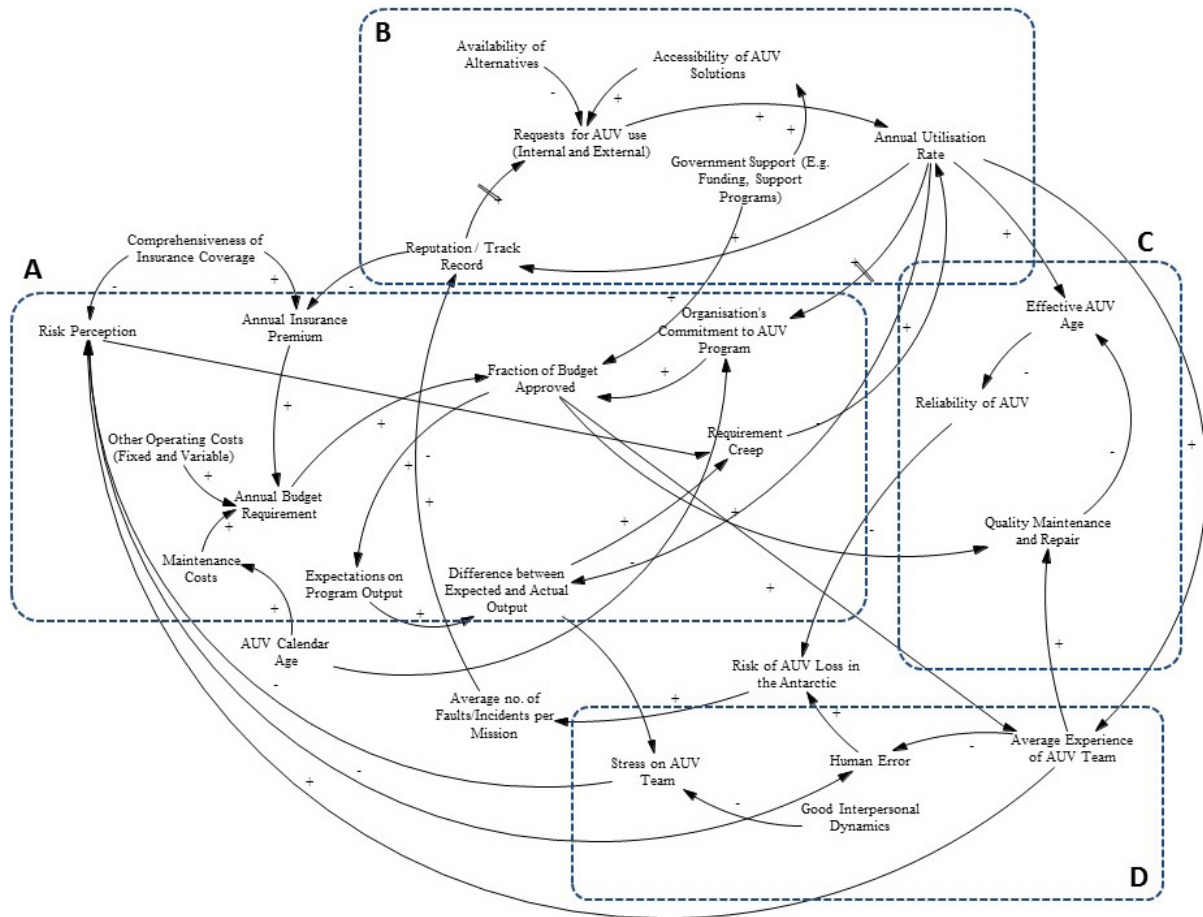 B
Availability of
Alternatives
Accessibility of AUV
Solutions
-
+
Requests for AUV use
(Internal and External)
+
+
Annual Utilisation
Rate
Government Support (E.g.
Funding, Support
Programs)
+
Comprehensiveness of
Insurance Coverage
Reputation / Track
Record
+
+
+
C
A
-
+
-
+
Risk Perception
Annual Insurance
Premium
Organisation's
Commitment to AUV
Program
+
Effective AUV
Age
Fraction of Budget
Approved
+
-
Reliability of AUV
+
+
-
Other Operating Costs
(Fixed and Variable)
Requirement
Creep
+
-
+
+
-
Annual Budget
Requirement
+
+
+
+
-
Quality Maintenance
and Repair
Maintenance
Costs
Expectations on
Program Output
Difference between
Expected and Actual
Output
-
+
+
+
+
AUV Calendar
Age
-
Risk of AUV Loss in
the Antarctic
+
Average no. of
Faults/Incidents per
Mission
+
+
Average Experience
of AUV Team
-
Human Error
Stress on AUV
Team
-
+
-
Good Interpersonal
Dynamics
D